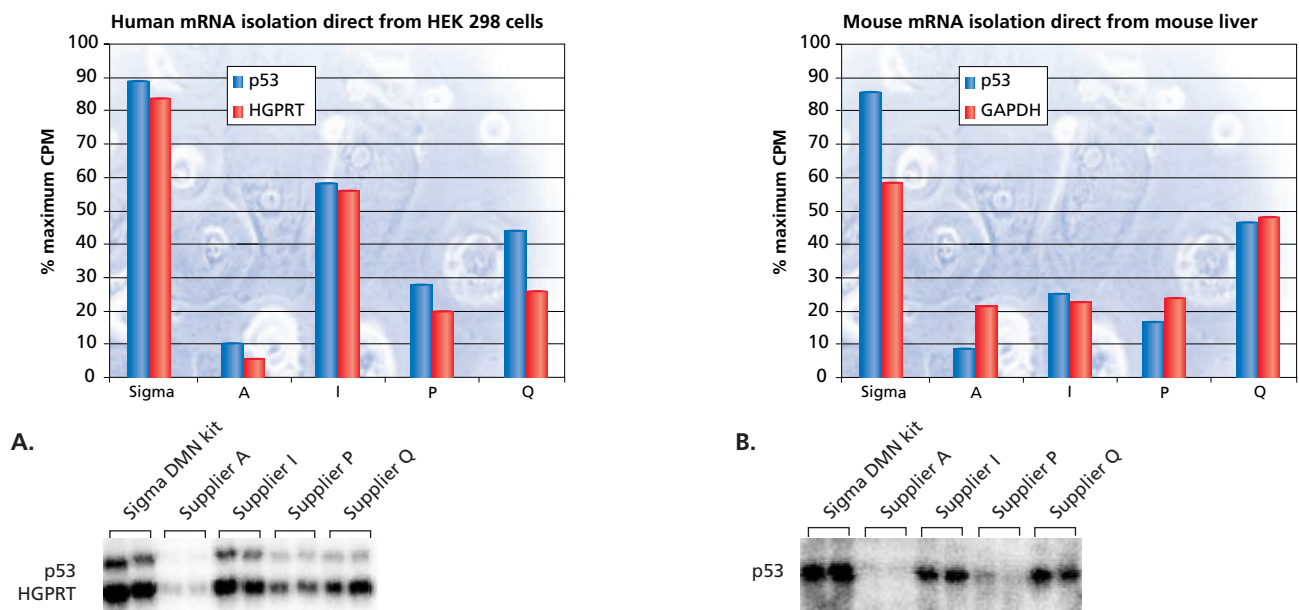 Human mRNA isolation direct from HEK 298 cells
% maximum CPM
100
90
80
70
60
50
40
30
20
10
0
p53
HGPRT
Sigma
A
I
P
Q
A.
Sigma DMN kit
Supplier A
Supplier I
Supplier P
Supplier Q
p53
HGPRT
Mouse mRNA isolation direct from mouse liver
% maximum CPM
100
90
80
70
60
50
40
30
20
10
0
p53
GAPDH
Sigma
A
I
P
Q
B.
Sigma DMN kit
Supplier A
Supplier I
Supplier P
Supplier Q
p53